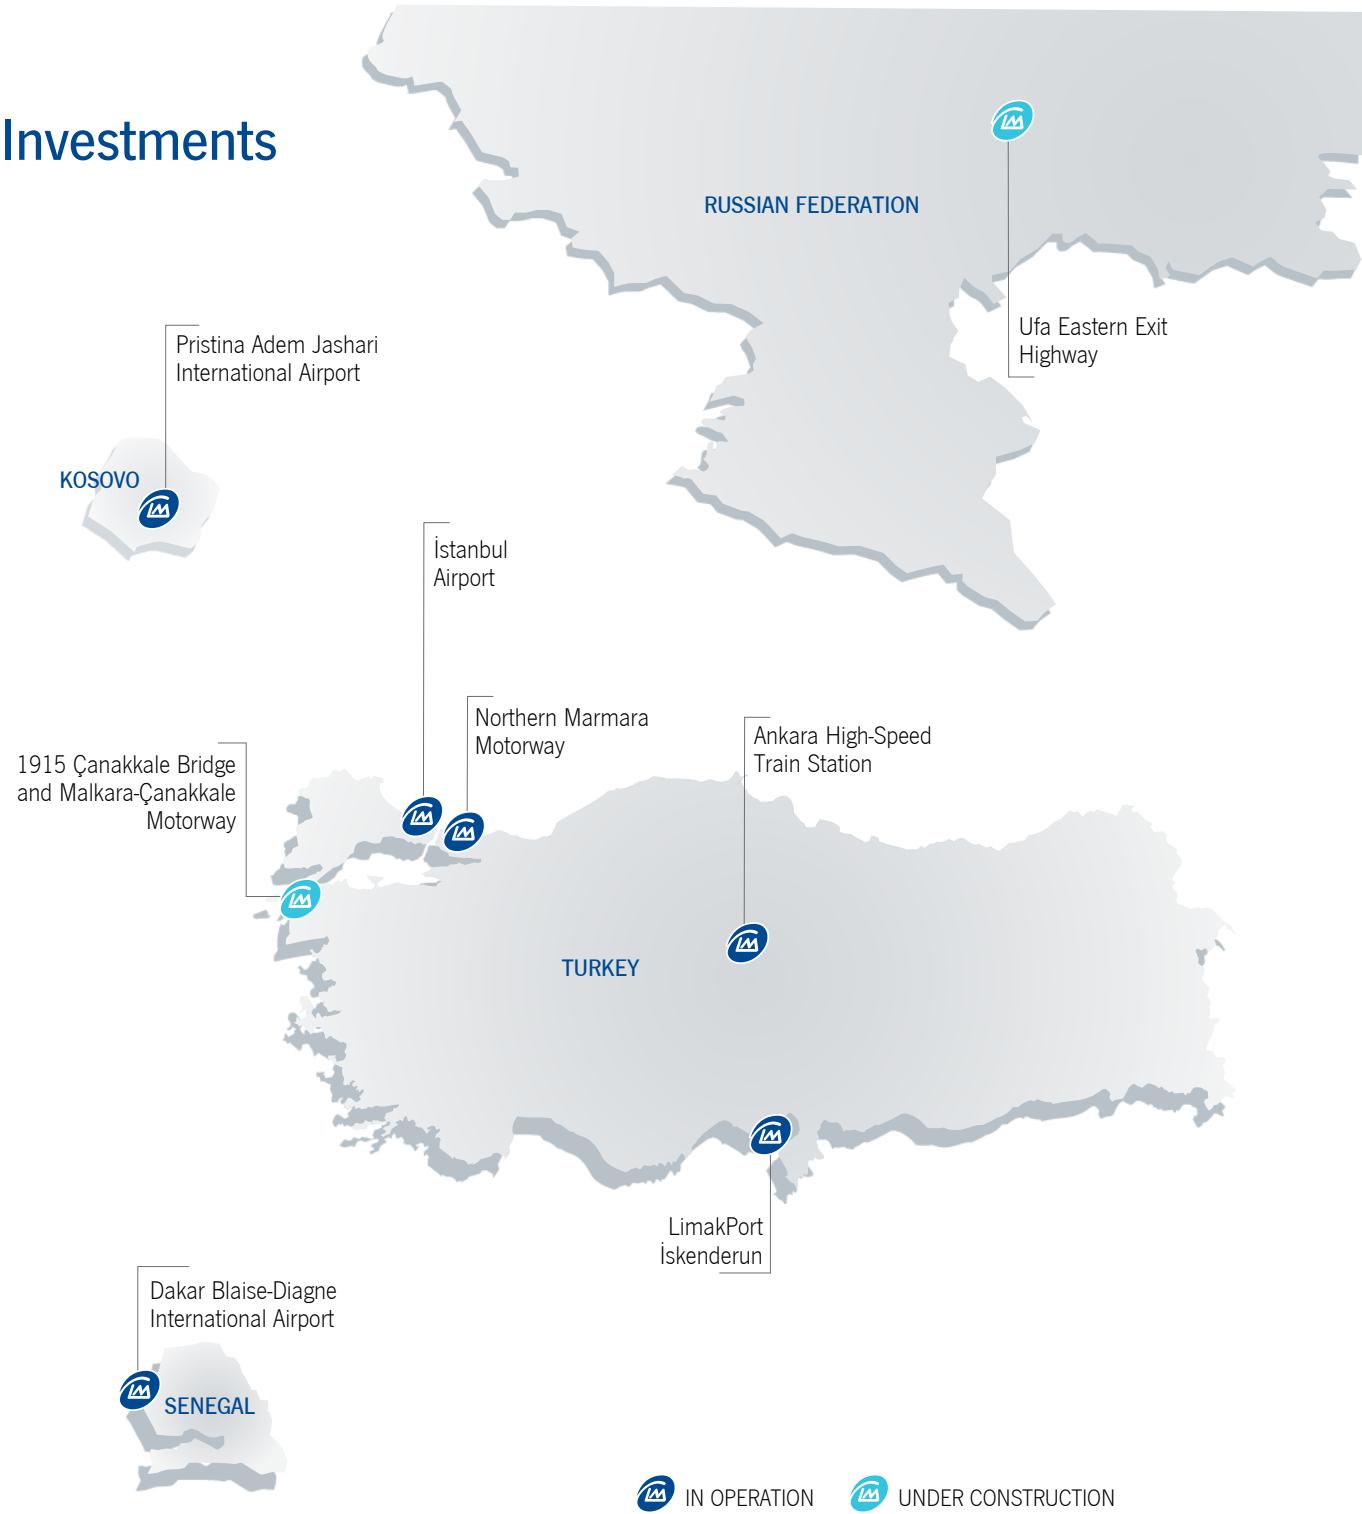 Investments
RUSSIAN FEDERATION
Ufa Eastern Exit
Highway
Pristina Adem Jashari
International Airport
KOSOVO
İstanbul
Airport
Northern Marmara
Motorway
Ankara High-Speed
Train Station
1915 Çanakkale Bridge
and Malkara-Çanakkale
Motorway
TURKEY
LimakPort
İskenderun
Dakar Blaise-Diagne
International Airport
SENEGAL
IN OPERATION
UNDER CONSTRUCTION